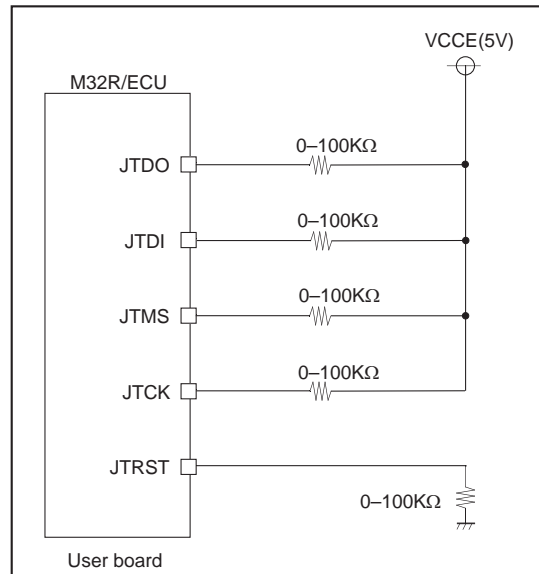 VCCE(5V)
M32R/ECU
0–100KΩ
JTDO
0–100KΩ
JTDI
0–100KΩ
JTMS
0–100KΩ
JTCK
JTRST
0–100KΩ
User board